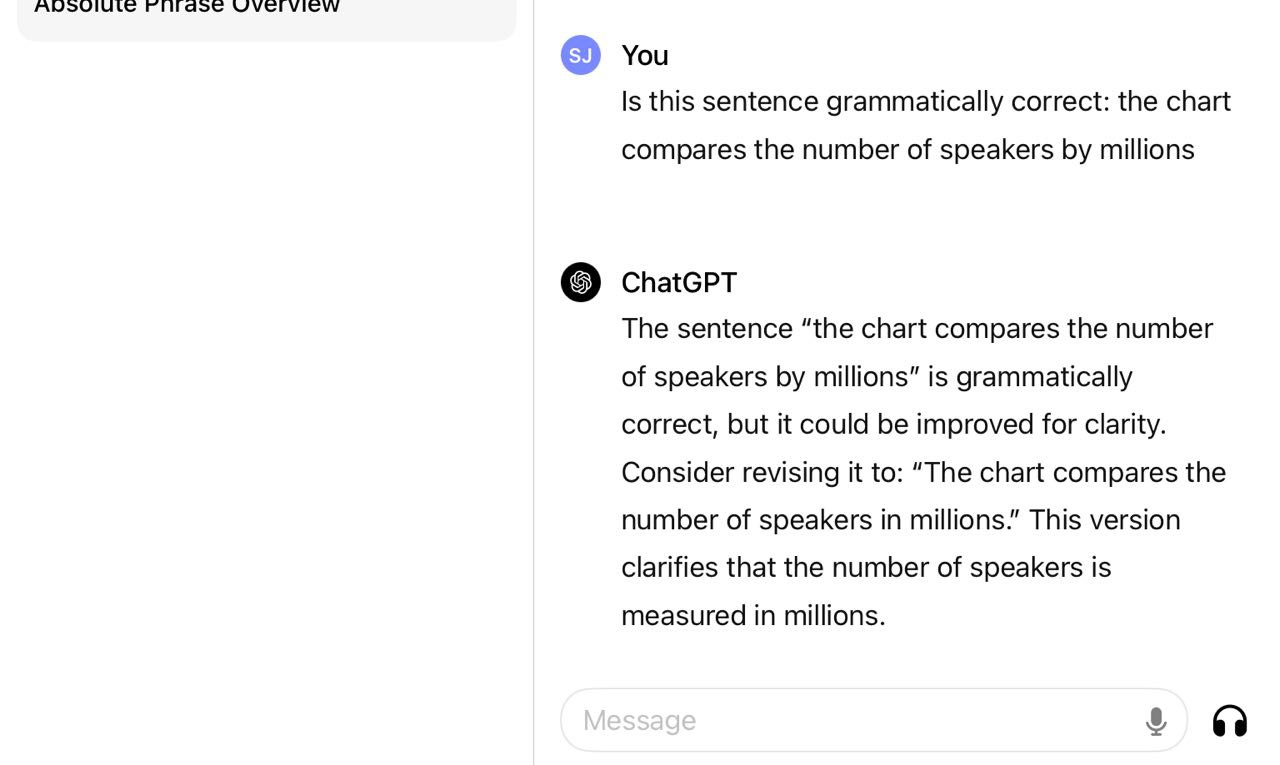 Absolute Phrase Overview
SJ
You
Is this sentence grammatically correct: the chart
compares the number of speakers by millions
ChatGPT
The sentence “the chart compares the number
of speakers by millions” is grammatically
correct, but it could be improved for clarity.
Consider revising it to: “The chart compares the
number of speakers in millions.” This version
clarifies that the number of speakers is
measured in millions.
Message